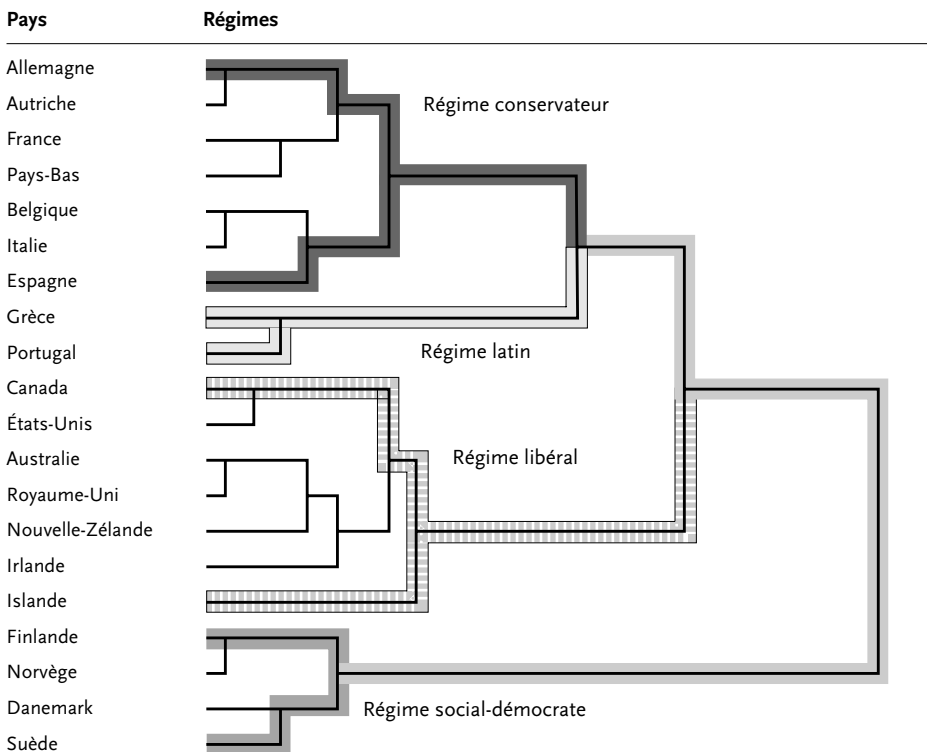 Pays Régimes
Allemagne
Autriche Régime conservateur
France
Pays-Bas
Belgique
Italie
Espagne
Grèce
Portugal Régime latin
Canada
États-Unis
Australie Régime libéral
Royaume-Uni
Nouvelle-Zélande
Irlande
Islande
Finlande
Norvège
Danemark Régime social-démocrate
Suède